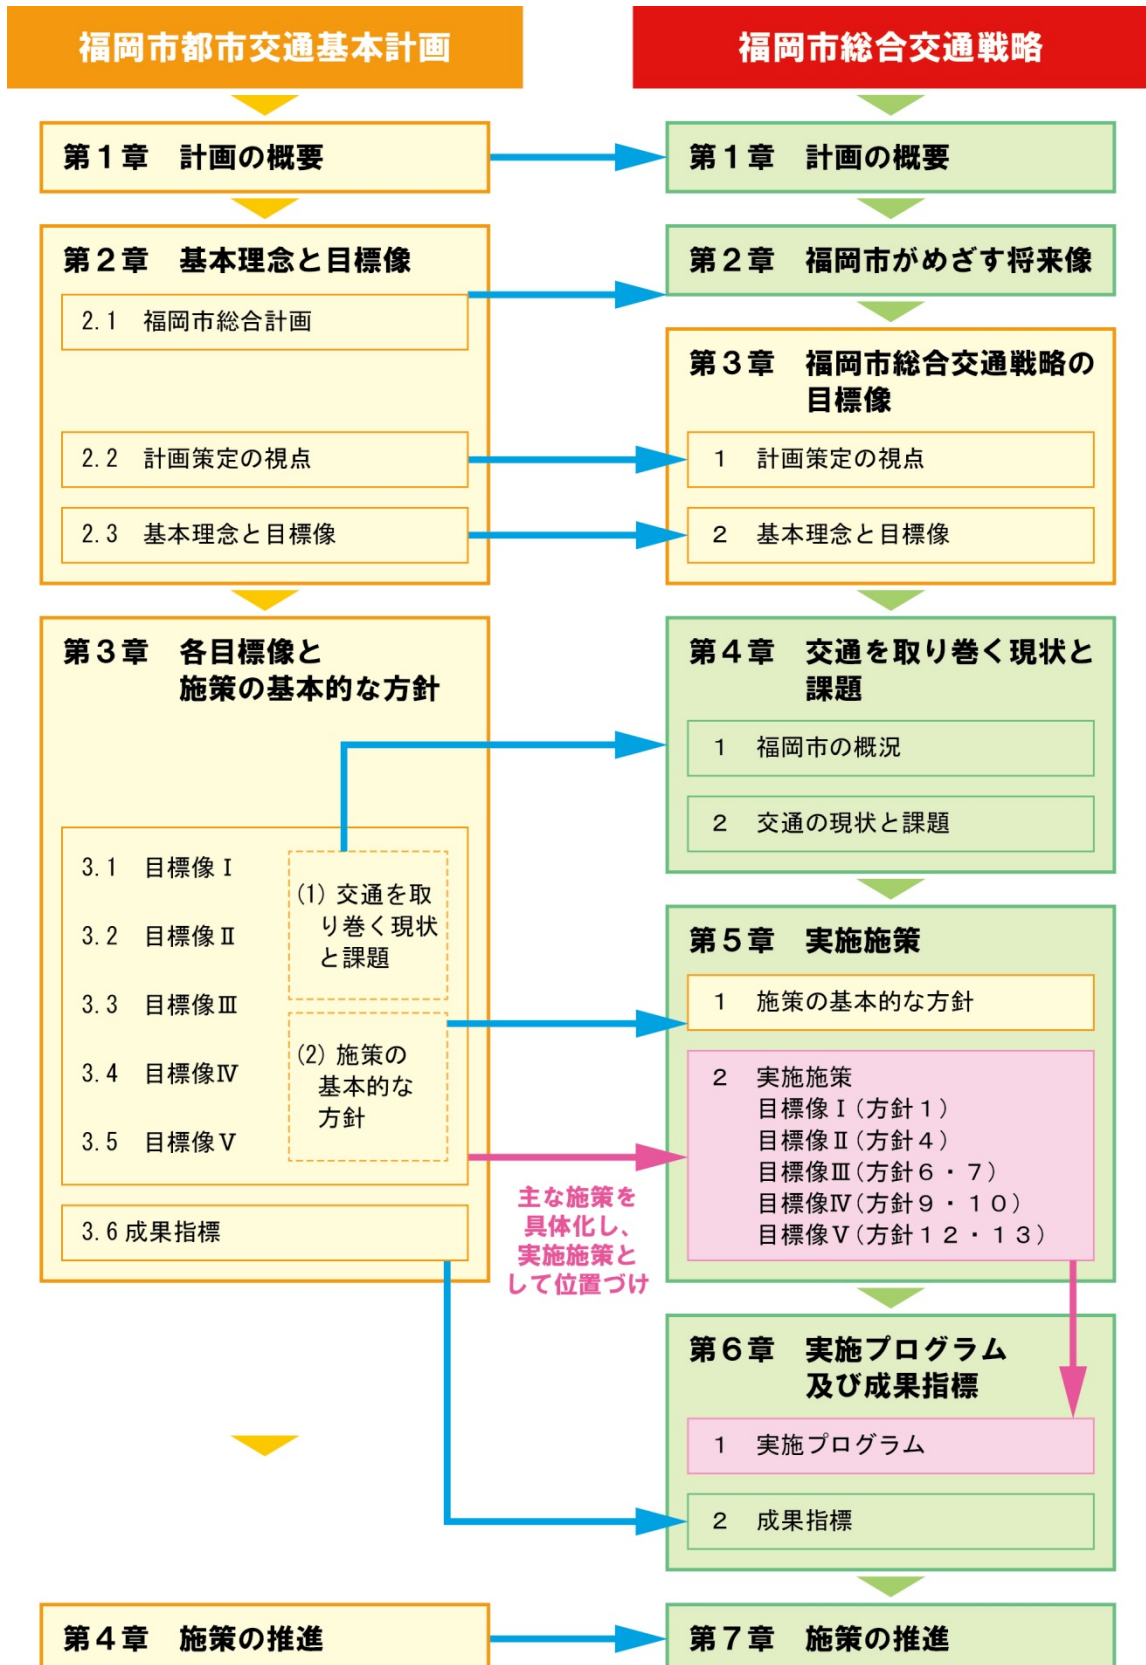 福岡市都市交通基本計画
第1章 計画の概要
第2章 基本理念と目標像
2.1 福岡市総合計画
2.2 計画策定の視点
2.3 基本理念と目標像
第3章 各目標像と
施策の基本的な方針
3.1 目標像Ⅰ
3.2 目標像Ⅱ
3.3 目標像Ⅲ
3.4 目標像Ⅳ
3.5 目標像Ⅴ
(1) 交通を取
り巻く現状
と課題
(2) 施策の
基本的な
方針
3.6 成果指標
第4章 施策の推進
主な施策を
具体化し、
実施施策と
して位置づけ
福岡市総合交通戦略
第1章 計画の概要
第2章 福岡市がめざす将来像
第3章 福岡市総合交通戦略の
目標像
1 計画策定の視点
2 基本理念と目標像
第4章 交通を取り巻く現状と
課題
1 福岡市の概況
2 交通の現状と課題
第5章 実施施策
1 施策の基本的な方針
2 実施施策
目標像Ⅰ(方針1)
目標像Ⅱ(方針4)
目標像Ⅲ(方針6・7)
目標像Ⅳ(方針9・10)
目標像Ⅴ(方針12・13)
第6章 実施プログラム
及び成果指標
1 実施プログラム
2 成果指標
第7章 施策の推進